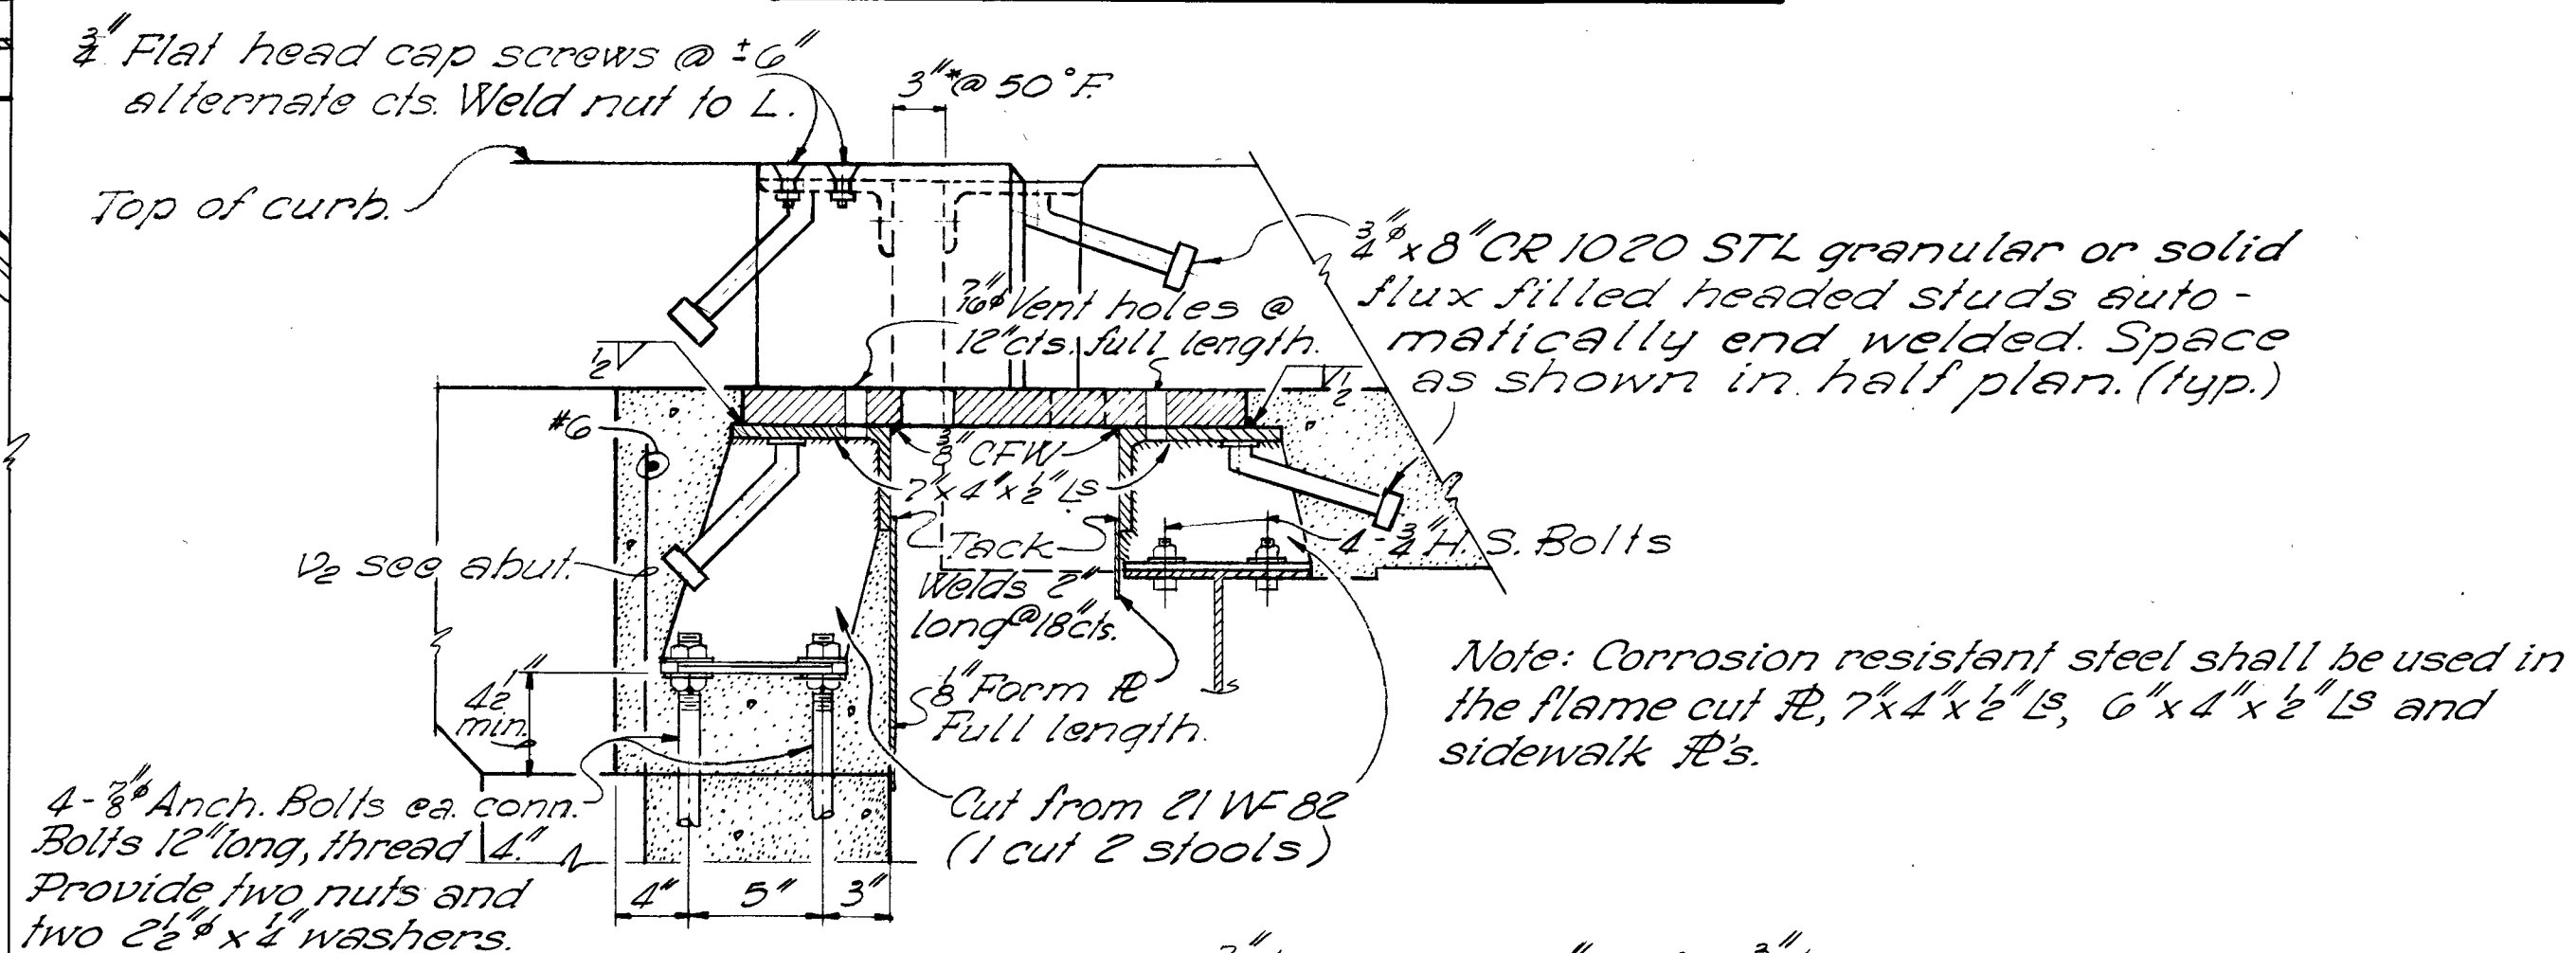 3/4" Flat head cap screws @ ±6"
alternate cts. Weld nut to L.
3"* @ 50° F.
Top of curb.
3/4"φ x 8" CR 1020 STL granular or solid
flux filled headed studs auto-
matically end welded. Space
as shown in half plan. (typ.)
7/16"φ Vent holes @
12" cts. full length.
1/2
1/2
#6
3/8" CFW
7" x 4" x 1/2" Ls
Tack
Welds 2"
long @ 18" cts.
4 - 3/4" H. S. Bolts
V2 see abut.
1/8" Form PL
Full length.
4 1/2"
min.
Note: Corrosion resistant steel shall be used in
the flame cut PL, 7" x 4" x 1/2" Ls, 6" x 4" x 1/2" Ls and
sidewalk PL's.
4 - 7/8"φ Anch. Bolts ea. conn.
Bolts 12" long, thread 4."
Provide two nuts and
two 2 1/2"φ x 1/4" washers.
Cut from 21 WF 82
(1 cut 2 stools)
4" 5" 3"